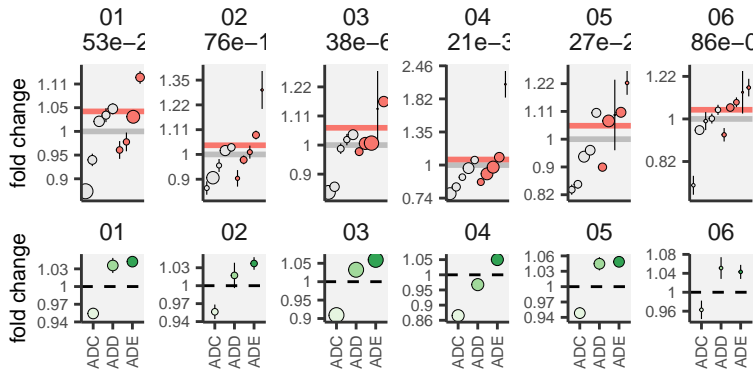 01 02 03 04 05 06
53e−2 76e−1 38e−6 21e−3 27e−2 86e−0
fold change
1.11 1.05 1 0.95 0.9
1.35 1.22 1.11 1 0.9
1.22 1.11 1 0.9
2.46 1.82 1.35 1 0.74
1.22 1.11 1 0.9 0.82
1.22 1 0.82
01 02 03 04 05 06
fold change
1.03 1 0.97 0.94
1.03 1 0.97 0.94
1.05 1 0.95 0.9
1.05 1 0.95 0.9 0.86
1.06 1.03 1 0.97 0.94
1.08 1.04 1 0.96
ADC ADD ADE
ADC ADD ADE
ADC ADD ADE
ADC ADD ADE
ADC ADD ADE
ADC ADD ADE